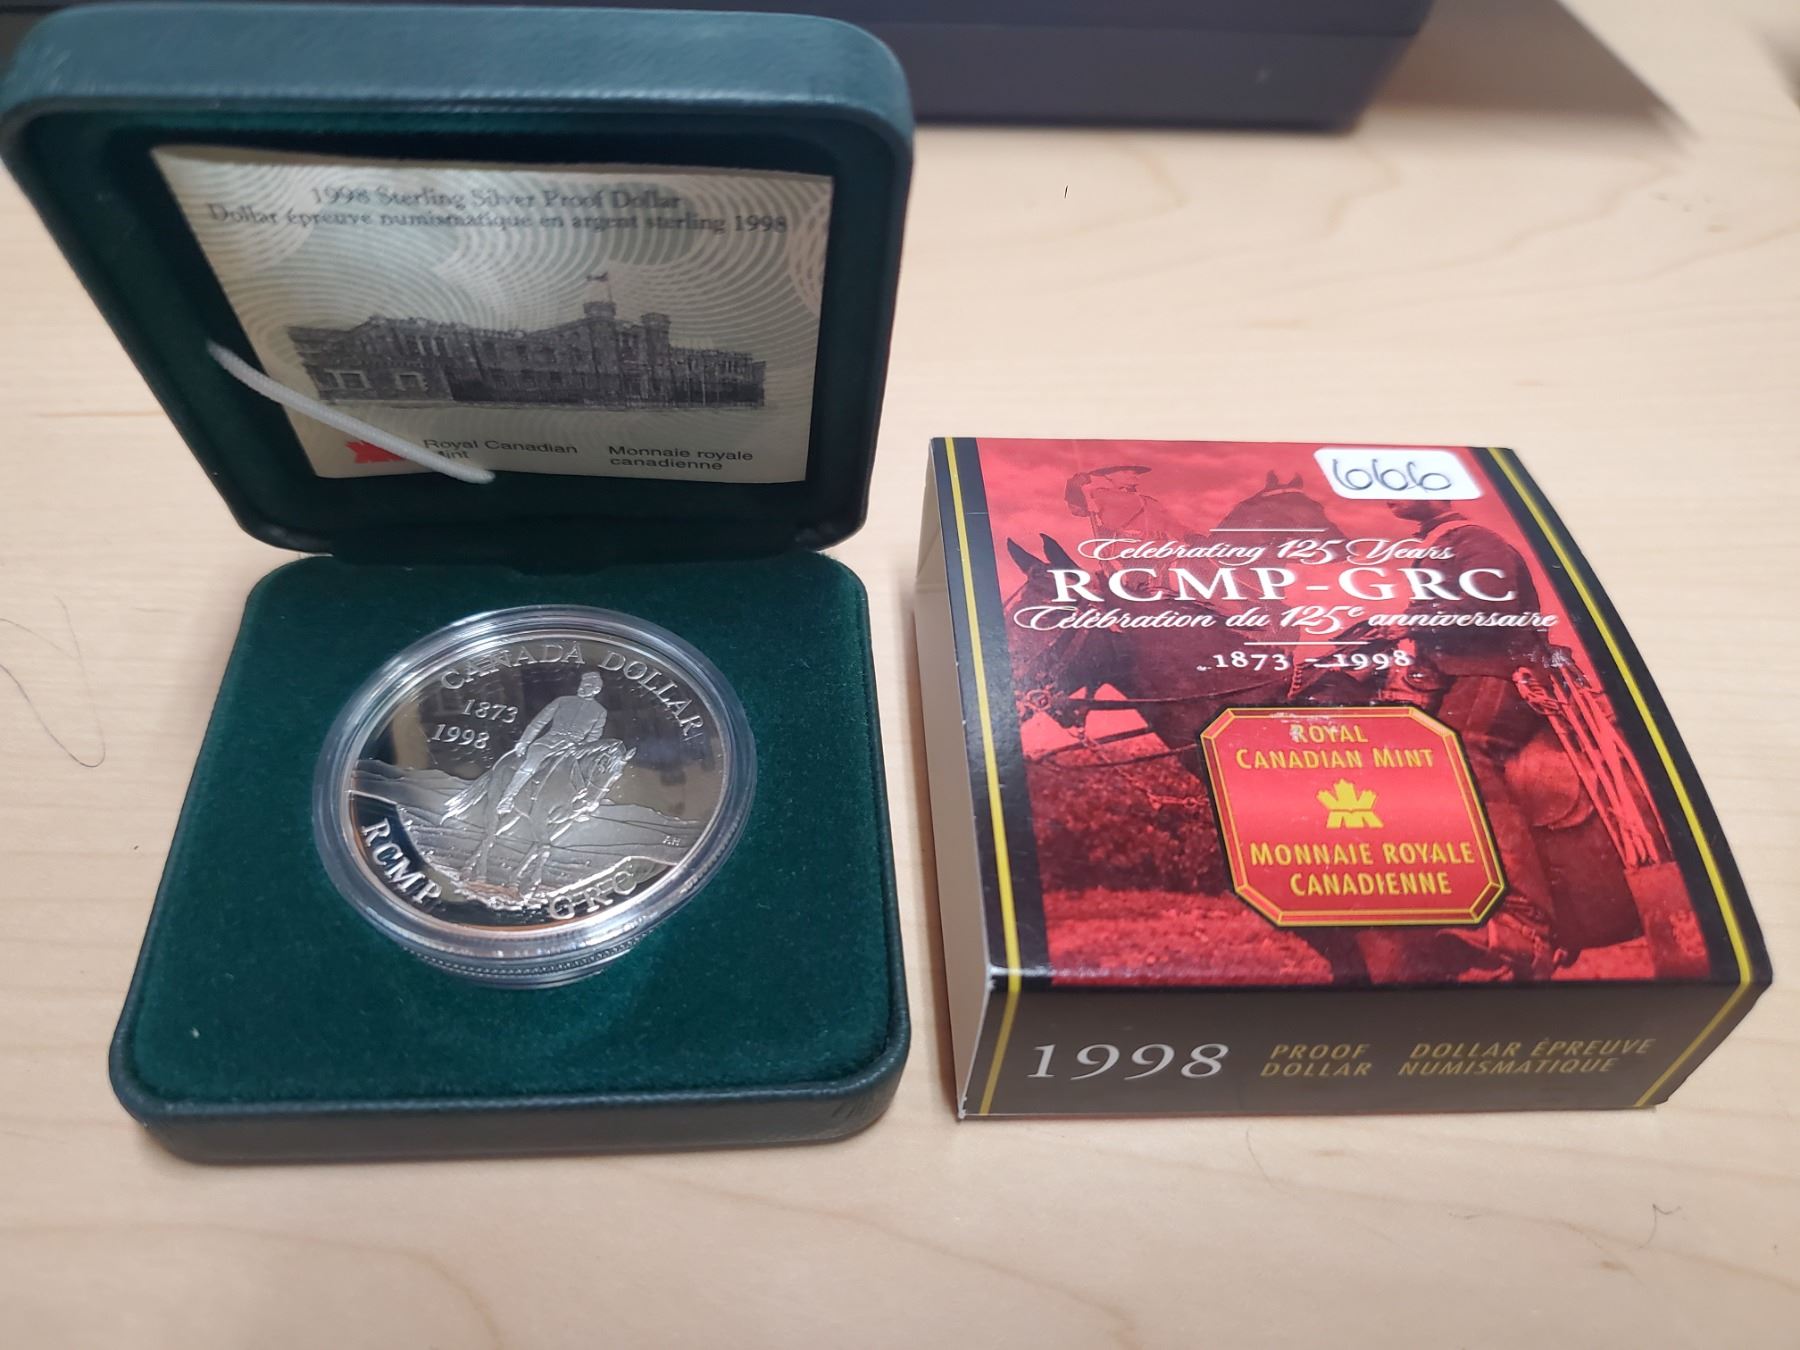 1998 Sterling Silver Proof Dollar
Dollar épreuve numismatique en argent sterling 1998
Royal Canadian
Mint
Monnaie royale
canadienne
CANADA DOLLAR
1873
1998
RCMP
GRC
666
Celebrating 125 Years
RCMP-GRC
Célébration du 125e anniversaire
1873 - 1998
ROYAL
CANADIAN MINT
MONNAIE ROYALE
CANADIENNE
1998
PROOF
DOLLAR
DOLLAR ÉPREUVE
NUMISMATIQUE